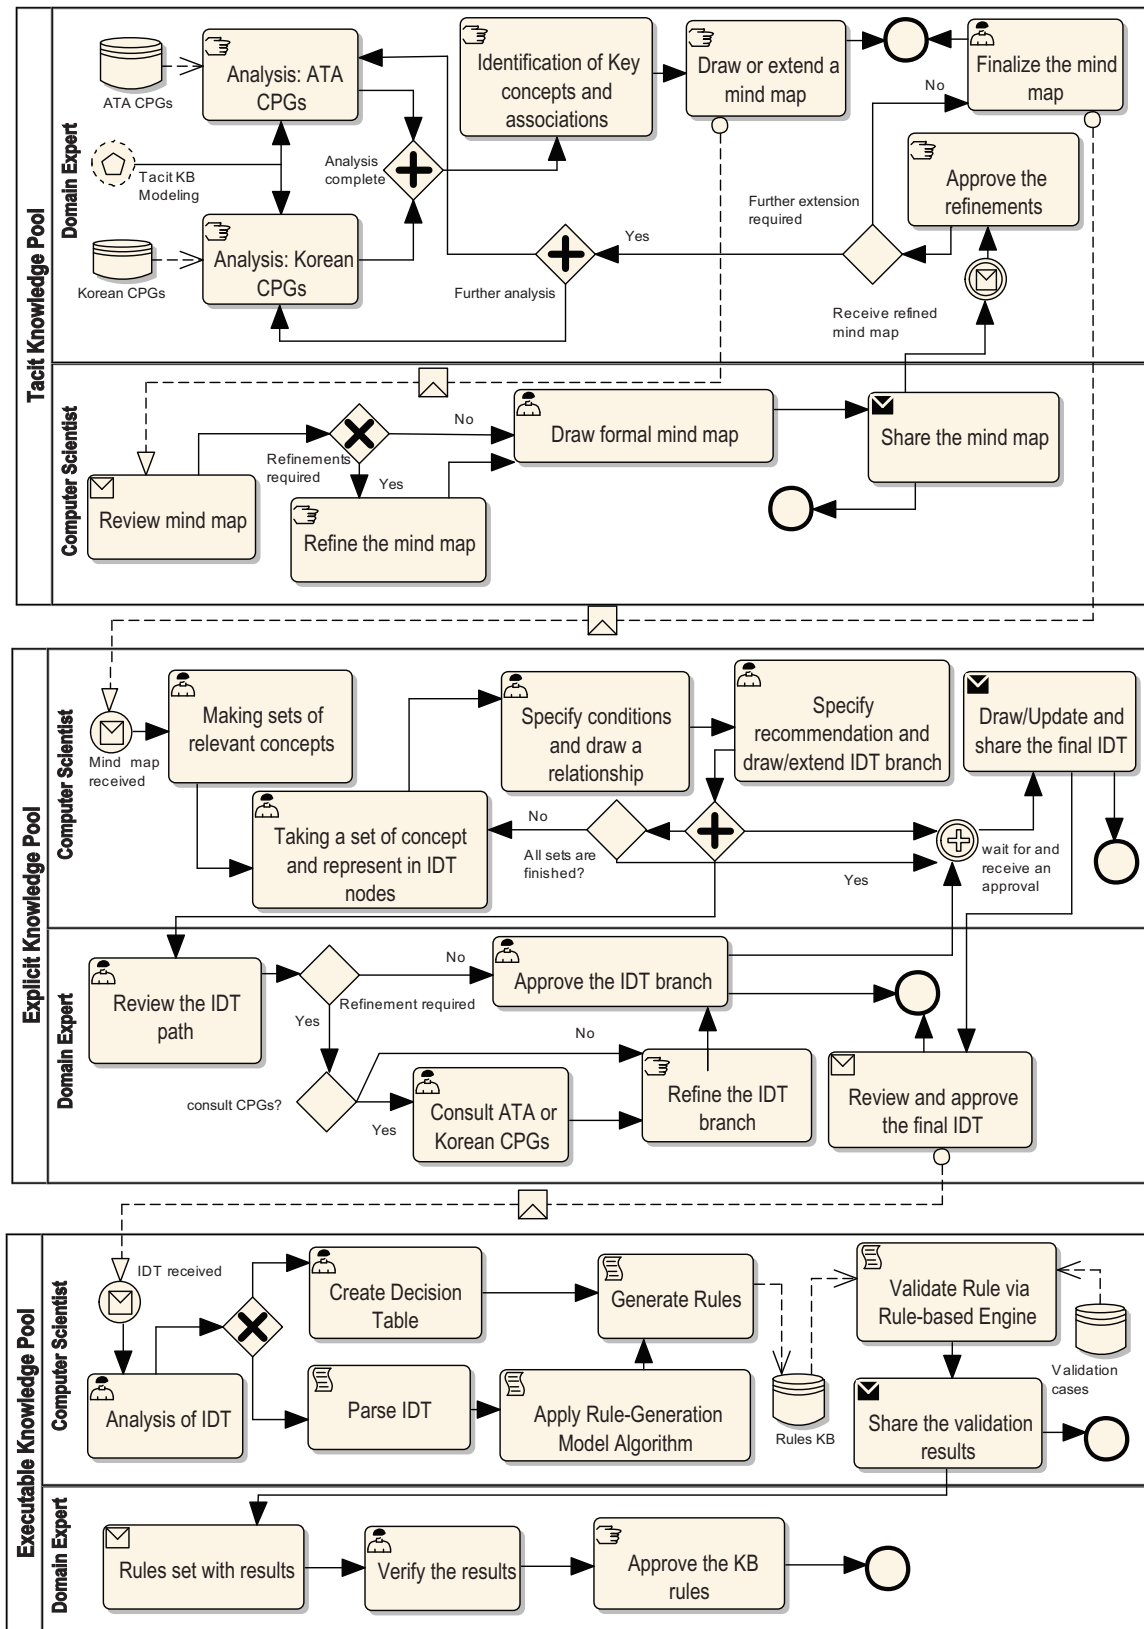 Tacit Knowledge Pool
Domain Expert
ATA CPGs
Analysis: ATA
CPGs
Tacit KB
Modeling
Korean CPGs
Analysis: Korean
CPGs
Analysis
complete
Identification of Key
concepts and
associations
Draw or extend a
mind map
Finalize the mind
map
No
Approve the
refinements
Further extension
required
Yes
Further analysis
Receive refined
mind map
Computer Scientist
Review mind map
Refinements
required
No
Yes
Refine the mind map
Draw formal mind map
Share the mind map
Explicit Knowledge Pool
Computer Scientist
Mind map
received
Making sets of
relevant concepts
Taking a set of concept
and represent in IDT
nodes
Specify conditions
and draw a
relationship
Specify
recommendation and
draw/extend IDT branch
Draw/Update and
share the final IDT
No
All sets are
finished?
Yes
wait for and
receive an
approval
Domain Expert
Review the IDT
path
No
Refinement required
Yes
Approve the IDT branch
consult CPGs?
No
Yes
Consult ATA or
Korean CPGs
Refine the IDT
branch
Review and approve
the final IDT
Executable Knowledge Pool
Computer Scientist
IDT received
Analysis of IDT
Create Decision
Table
Parse IDT
Apply Rule-Generation
Model Algorithm
Generate Rules
Rules KB
Validate Rule via
Rule-based Engine
Validation
cases
Share the validation
results
Domain Expert
Rules set with results
Verify the results
Approve the KB
rules